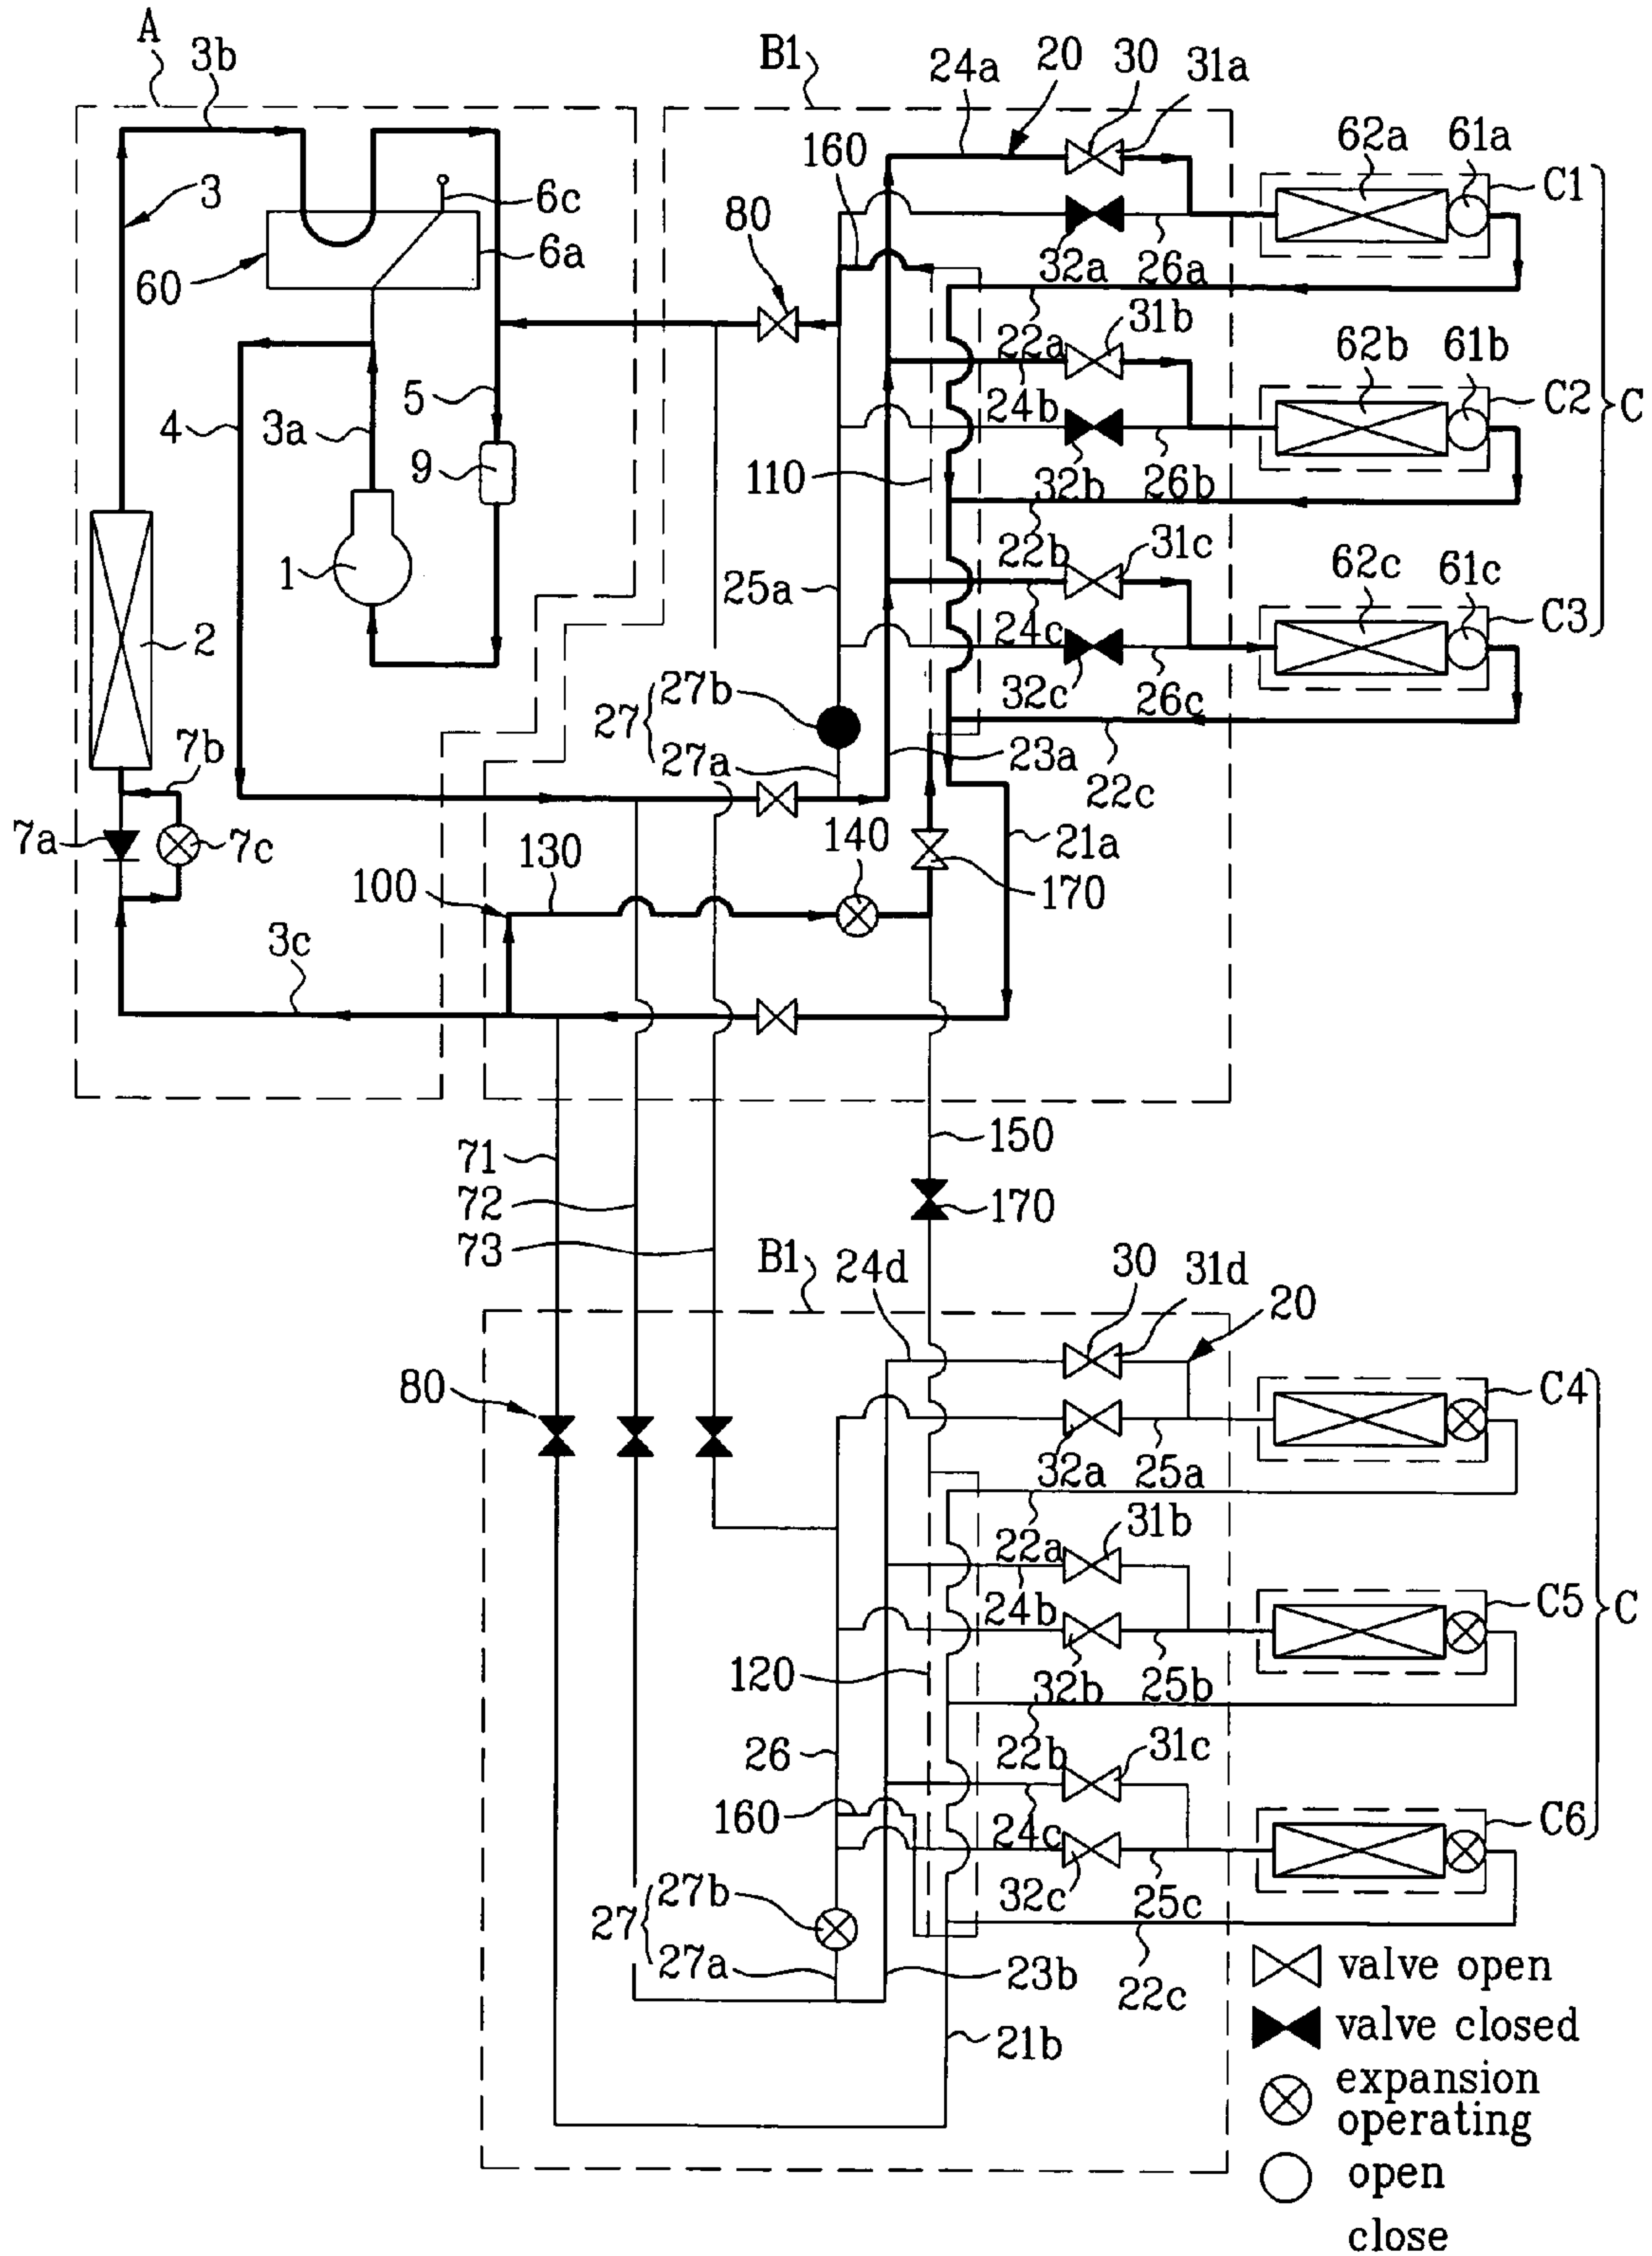 A
3b
B1
24a
20
30
31a
160
62a
61a
C1
3
6c
80
6a
60
32a
26a
22a
31b
62b
61b
C2
C
5
24b
4
3a
9
110
32b
26b
22b
31c
62c
61c
1
25a
C3
24c
2
27b
32c
26c
27
7b
27a
23a
22c
7a
7c
140
21a
130
100
170
3c
150
71
72
170
73
B1
24d
30
31d
20
80
C4
32a
25a
31b
22a
24b
C5
C
120
32b
25b
26
22b
31c
160
24c
C6
27b
32c
25c
27
27a
23b
22c
valve open
21b
valve closed
expansion
operating
open
close